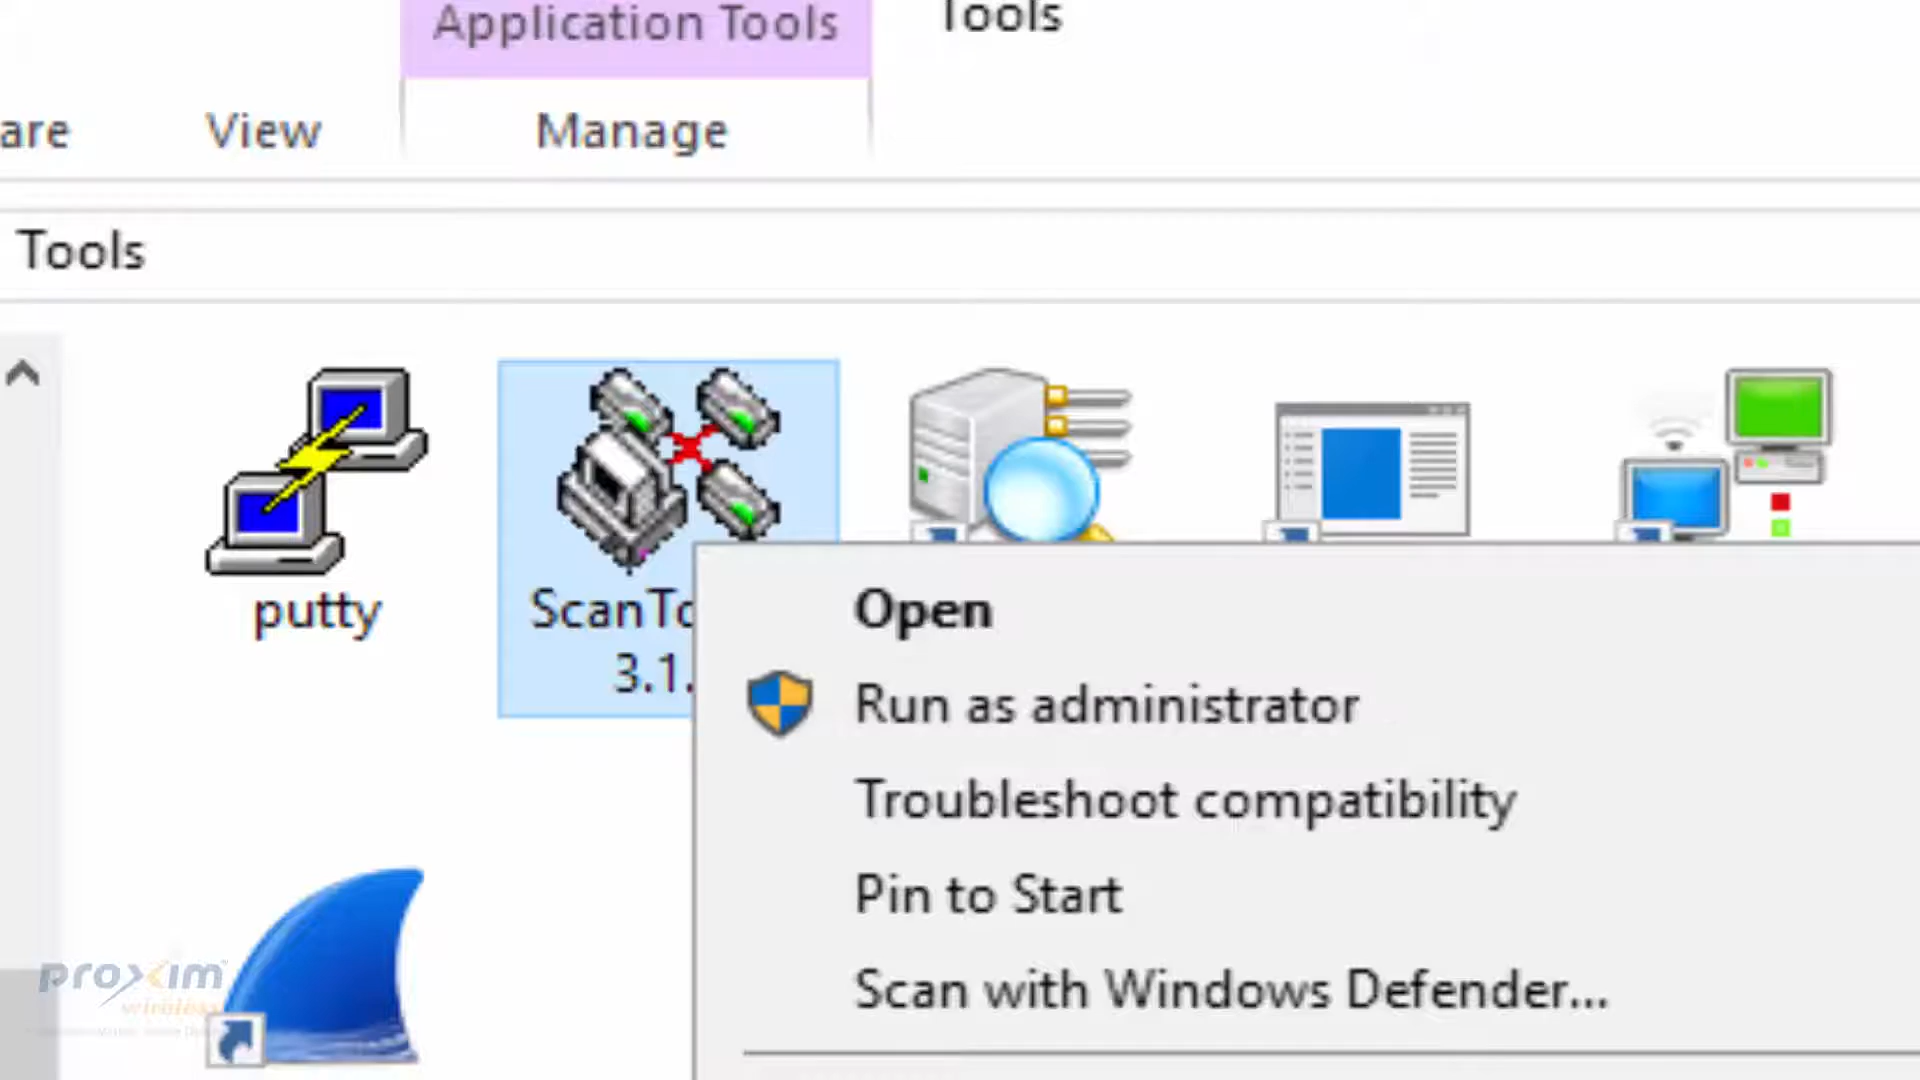 Application Tools
Tools
are
View
Manage
Tools
putty
ScanTo
3.1.
Open
Run as administrator
Troubleshoot compatibility
Pin to Start
Scan with Windows Defender...
proxim
wireless